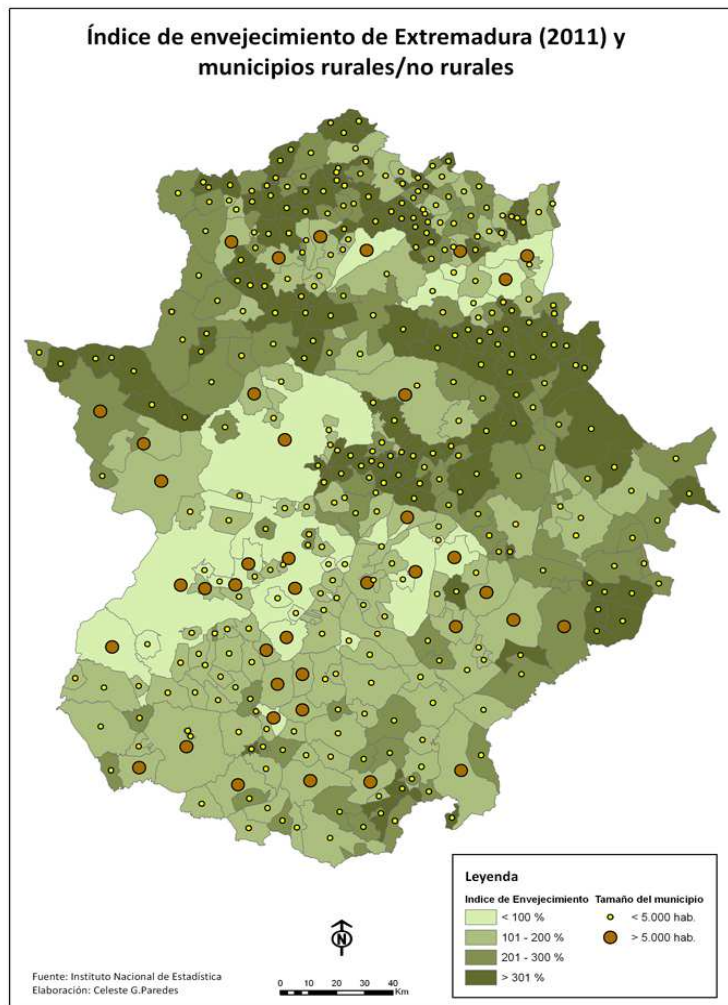 Índice de envejecimiento de Extremadura (2011) y
municipios rurales/no rurales
Leyenda
Indice de Envejecimiento Tamaño del municipio
< 100 % < 5.000 hab.
101 - 200 % > 5.000 hab.
201 - 300 %
> 301 %
N
Fuente: Instituto Nacional de Estadística
Elaboración: Celeste G.Paredes
0 5 10 20 30 40
Km